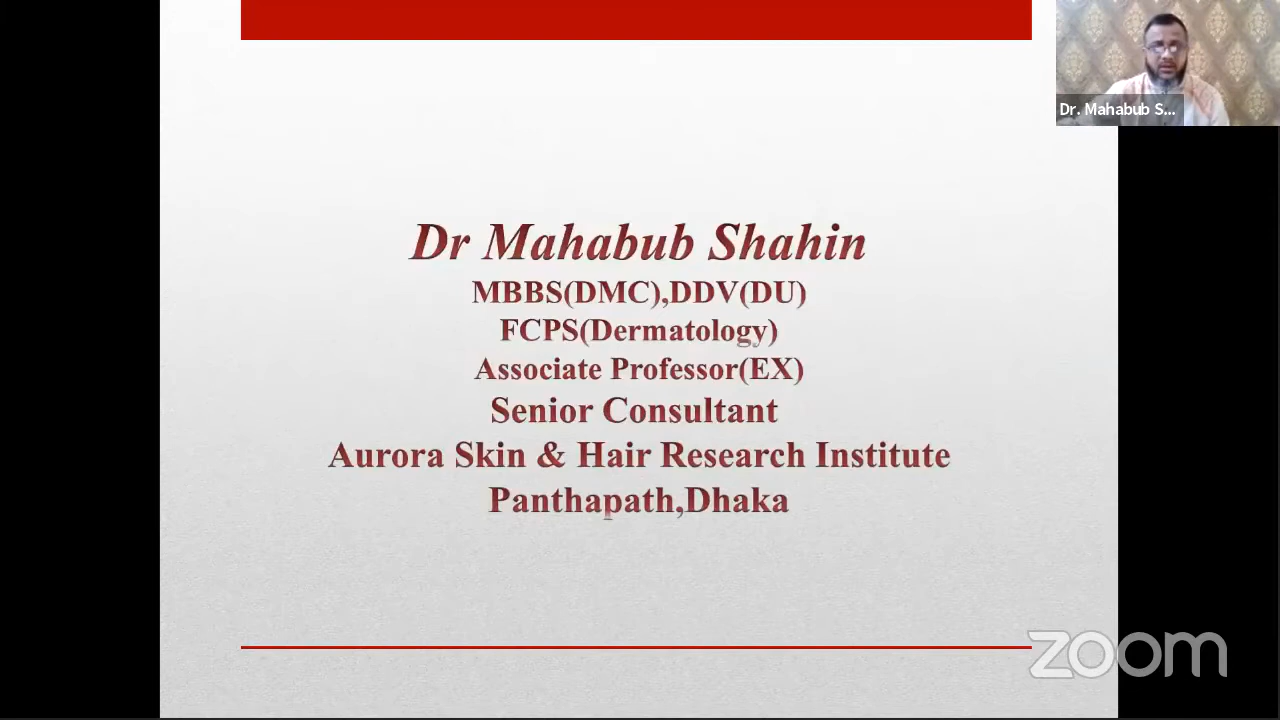 Dr. Mahabub S...
Dr Mahabub Shahin
MBBS(DMC),DDV(DU)
FCPS(Dermatology)
Associate Professor(EX)
Senior Consultant
Aurora Skin & Hair Research Institute
Panthapath,Dhaka
zoom